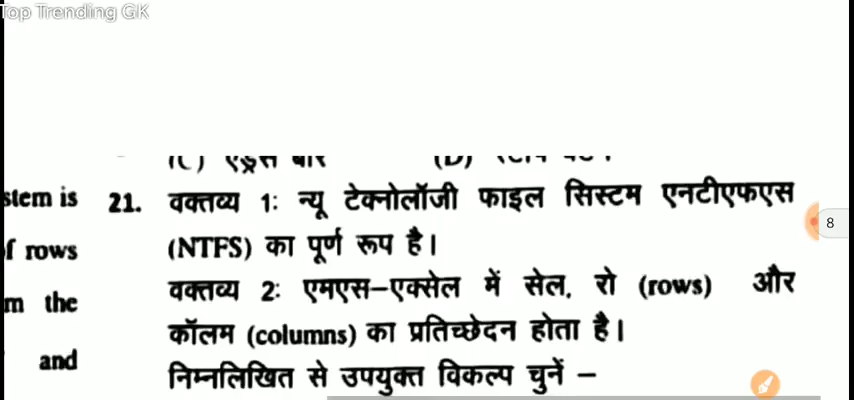 Top Trending GK
(C) एड्रेस बार (D)
stem is
21. वक्तव्य 1: न्यू टेक्नोलॉजी फाइल सिस्टम एनटीएफएस
8
f rows
(NTFS) का पूर्ण रूप है।
m the
वक्तव्य 2: एमएस-एक्सेल में सेल, रो (rows) और
कॉलम (columns) का प्रतिच्छेदन होता है।
and
निम्नलिखित से उपयुक्त विकल्प चुनें –